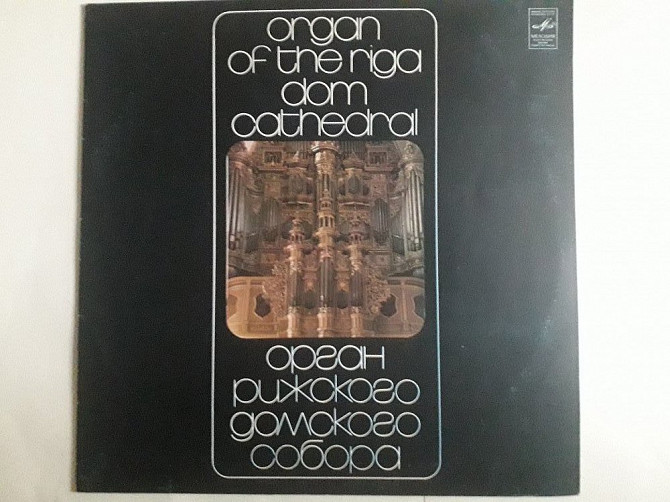 organ
of the riga
dom
cathedral
орган
рижского
домского
собора